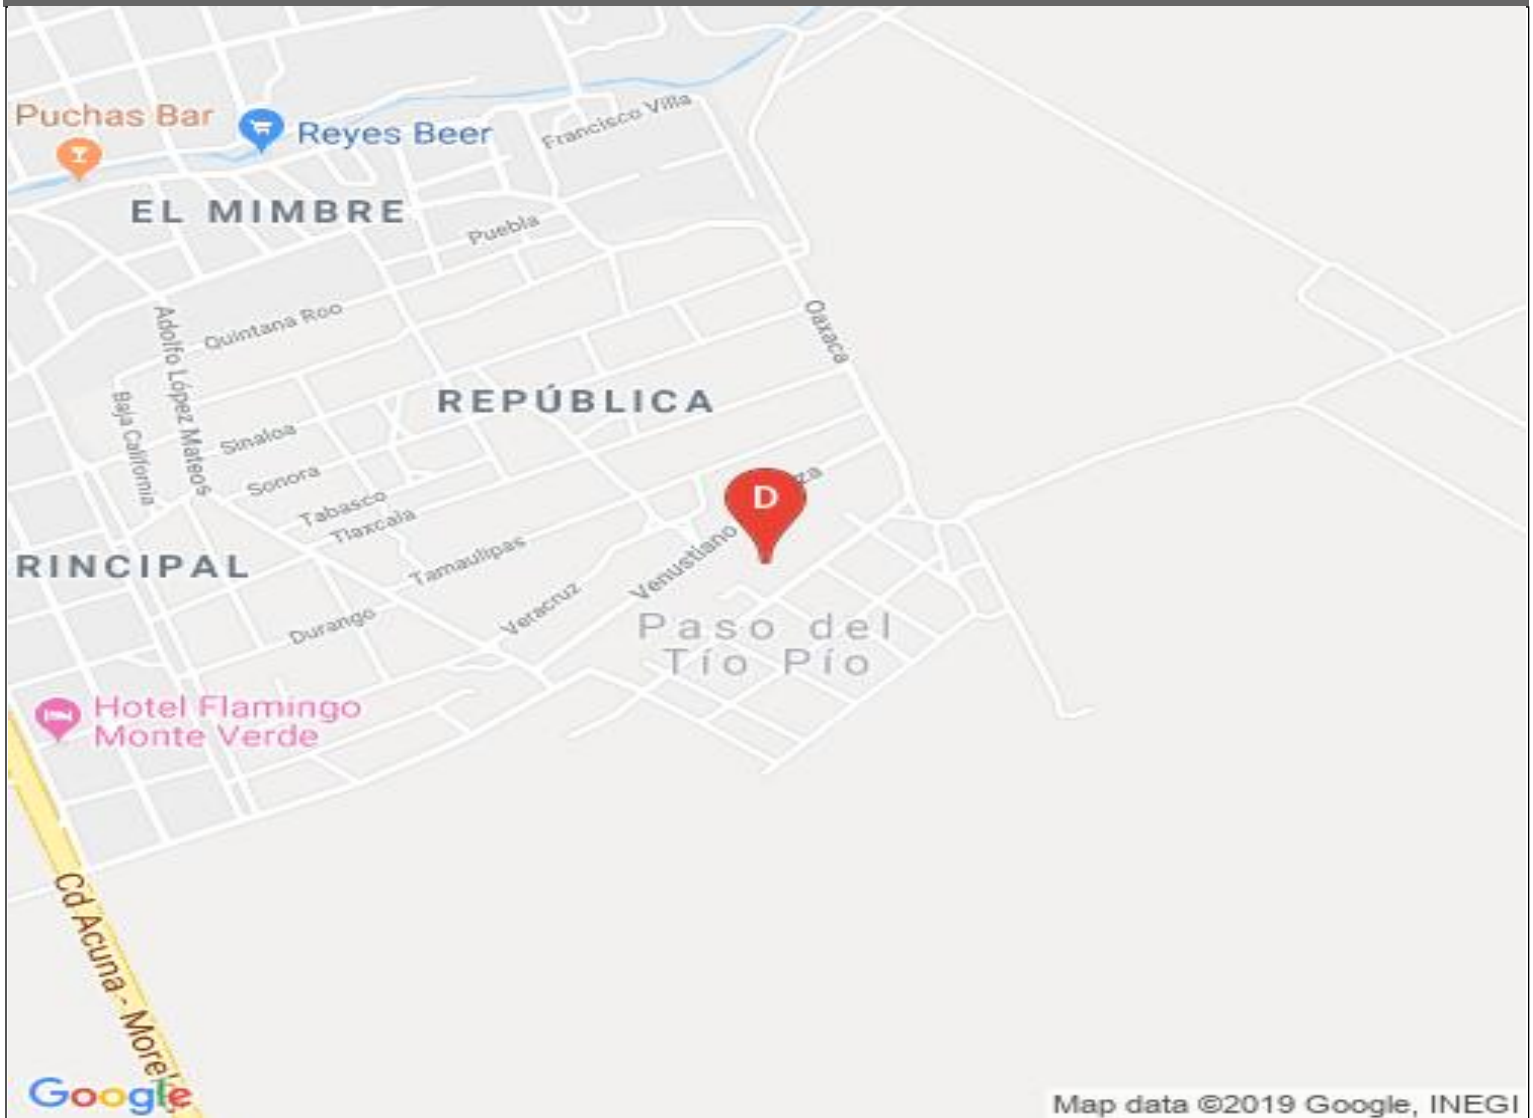 Puchas Bar
Reyes Beer
Francisco Villa
EL MIMBRE
Puebla
Quintana Roo
Oaxaca
Adolfo López Mateos
Baja California
REPÚBLICA
Sinaloa
Sonora
Tabasco
Tlaxcala
D
za
Venustiano
Tamaulipas
RINCIPAL
Veracruz
Durango
Paso del
Tío Pío
Hotel Flamingo
Monte Verde
Cd Acuna - Morel
Google
Map data ©2019 Google, INEGI